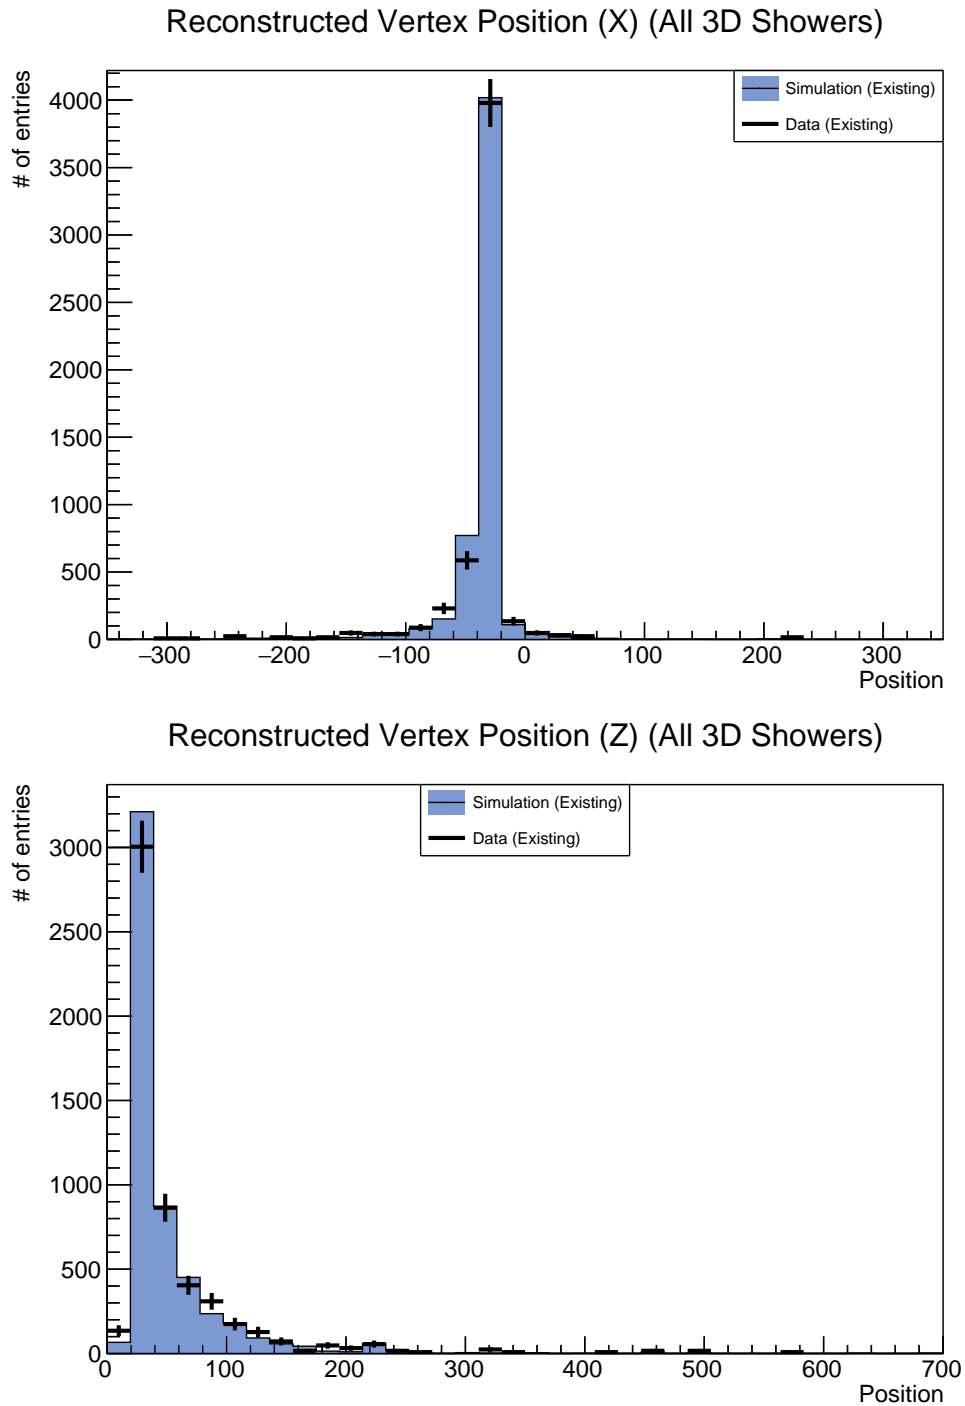 Reconstructed Vertex Position (X) (All 3D Showers)
# of entries
4000
3500
3000
2500
2000
1500
1000
500
0
Simulation (Existing)
Data (Existing)
−300 −200 −100 0 100 200 300
Position
Reconstructed Vertex Position (Z) (All 3D Showers)
# of entries
3000
2500
2000
1500
1000
500
0
Simulation (Existing)
Data (Existing)
0 100 200 300 400 500 600 700
Position